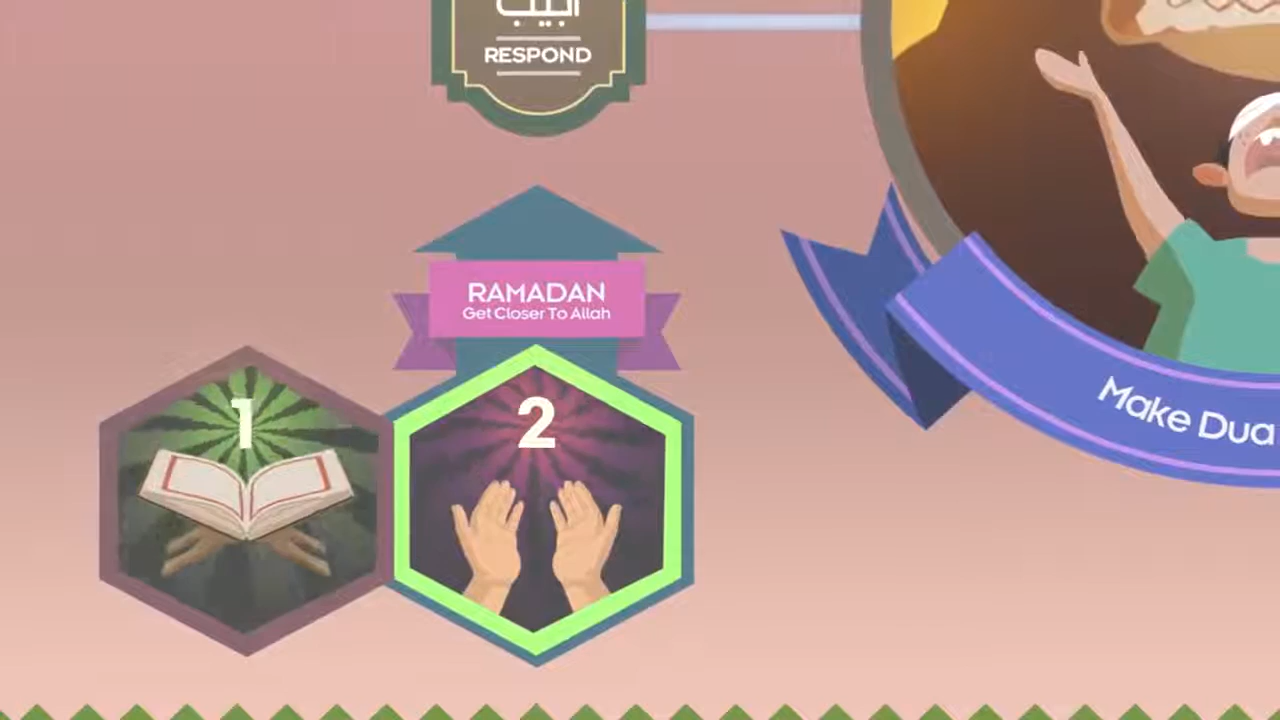 RESPOND
RAMADAN
Get Closer To Allah
1
2
Make Dua